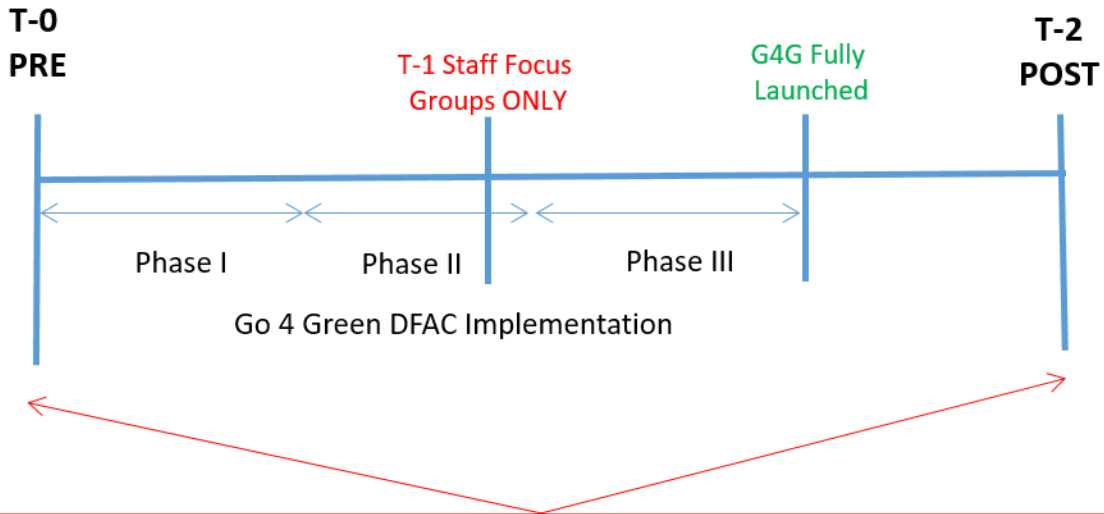 T-0
PRE
T-1 Staff Focus
Groups ONLY
G4G Fully
Launched
T-2
POST
Phase I
Phase II
Phase III
Go 4 Green DFAC Implementation